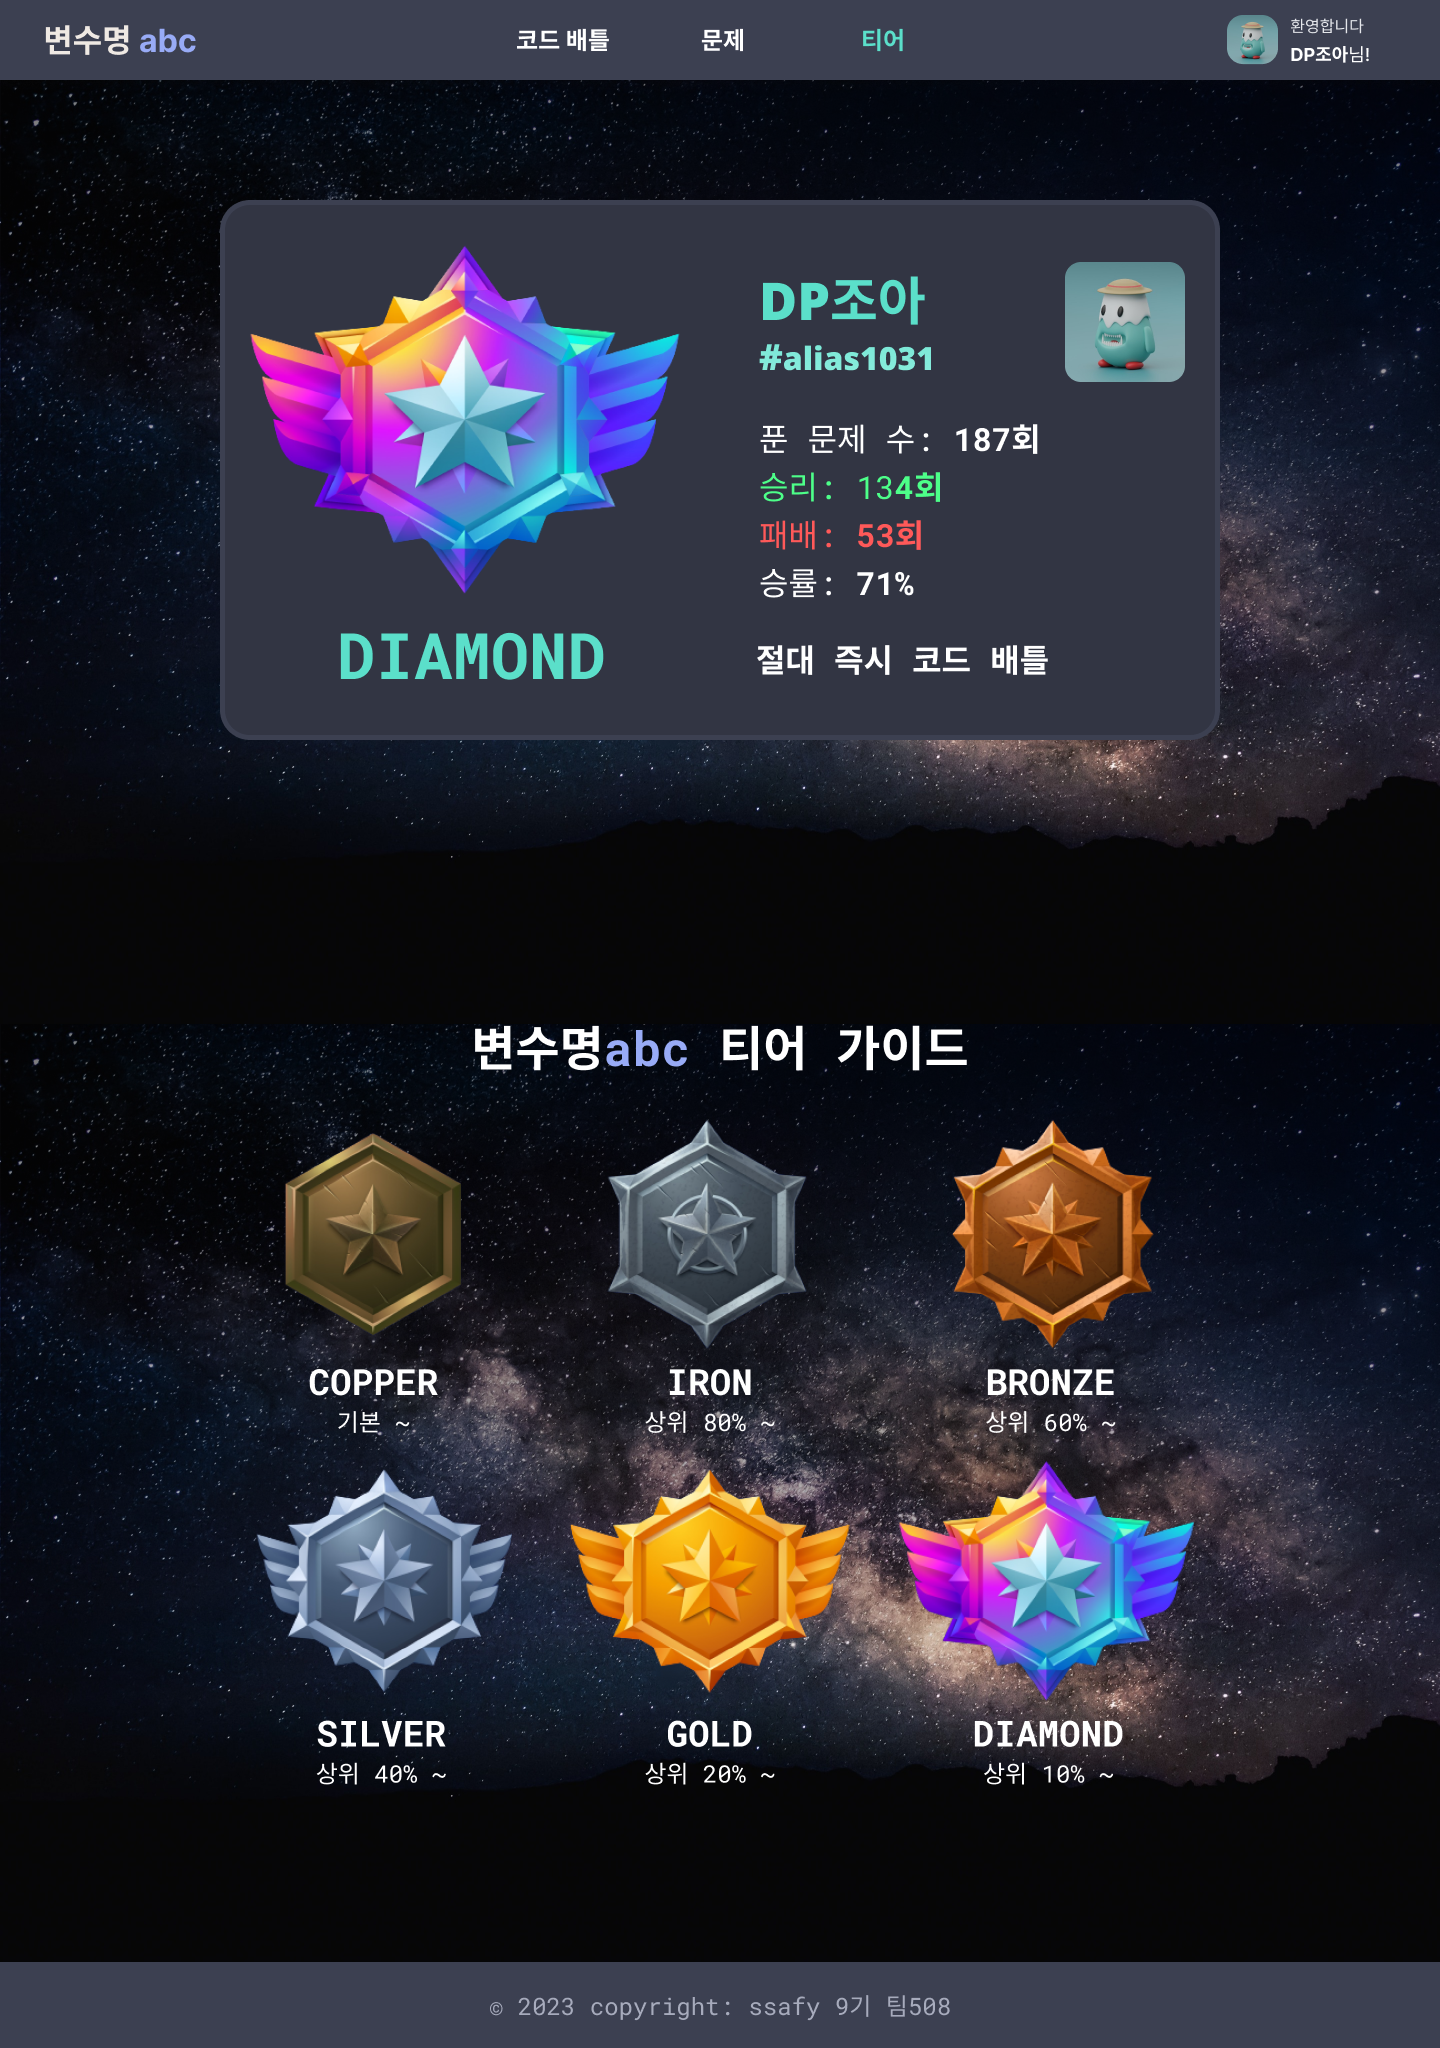 변수명 abc
코드 배틀
문제
티어
환영합니다
DP조아님!
DP조아
#alias1031
푼 문제 수: 187회
승리: 134회
패배: 53회
승률: 71%
DIAMOND
절대 즉시 코드 배틀
변수명abc 티어 가이드
COPPER
기본 ~
IRON
상위 80% ~
BRONZE
상위 60% ~
SILVER
상위 40% ~
GOLD
상위 20% ~
DIAMOND
상위 10% ~
© 2023 copyright: ssafy 9기 팀508